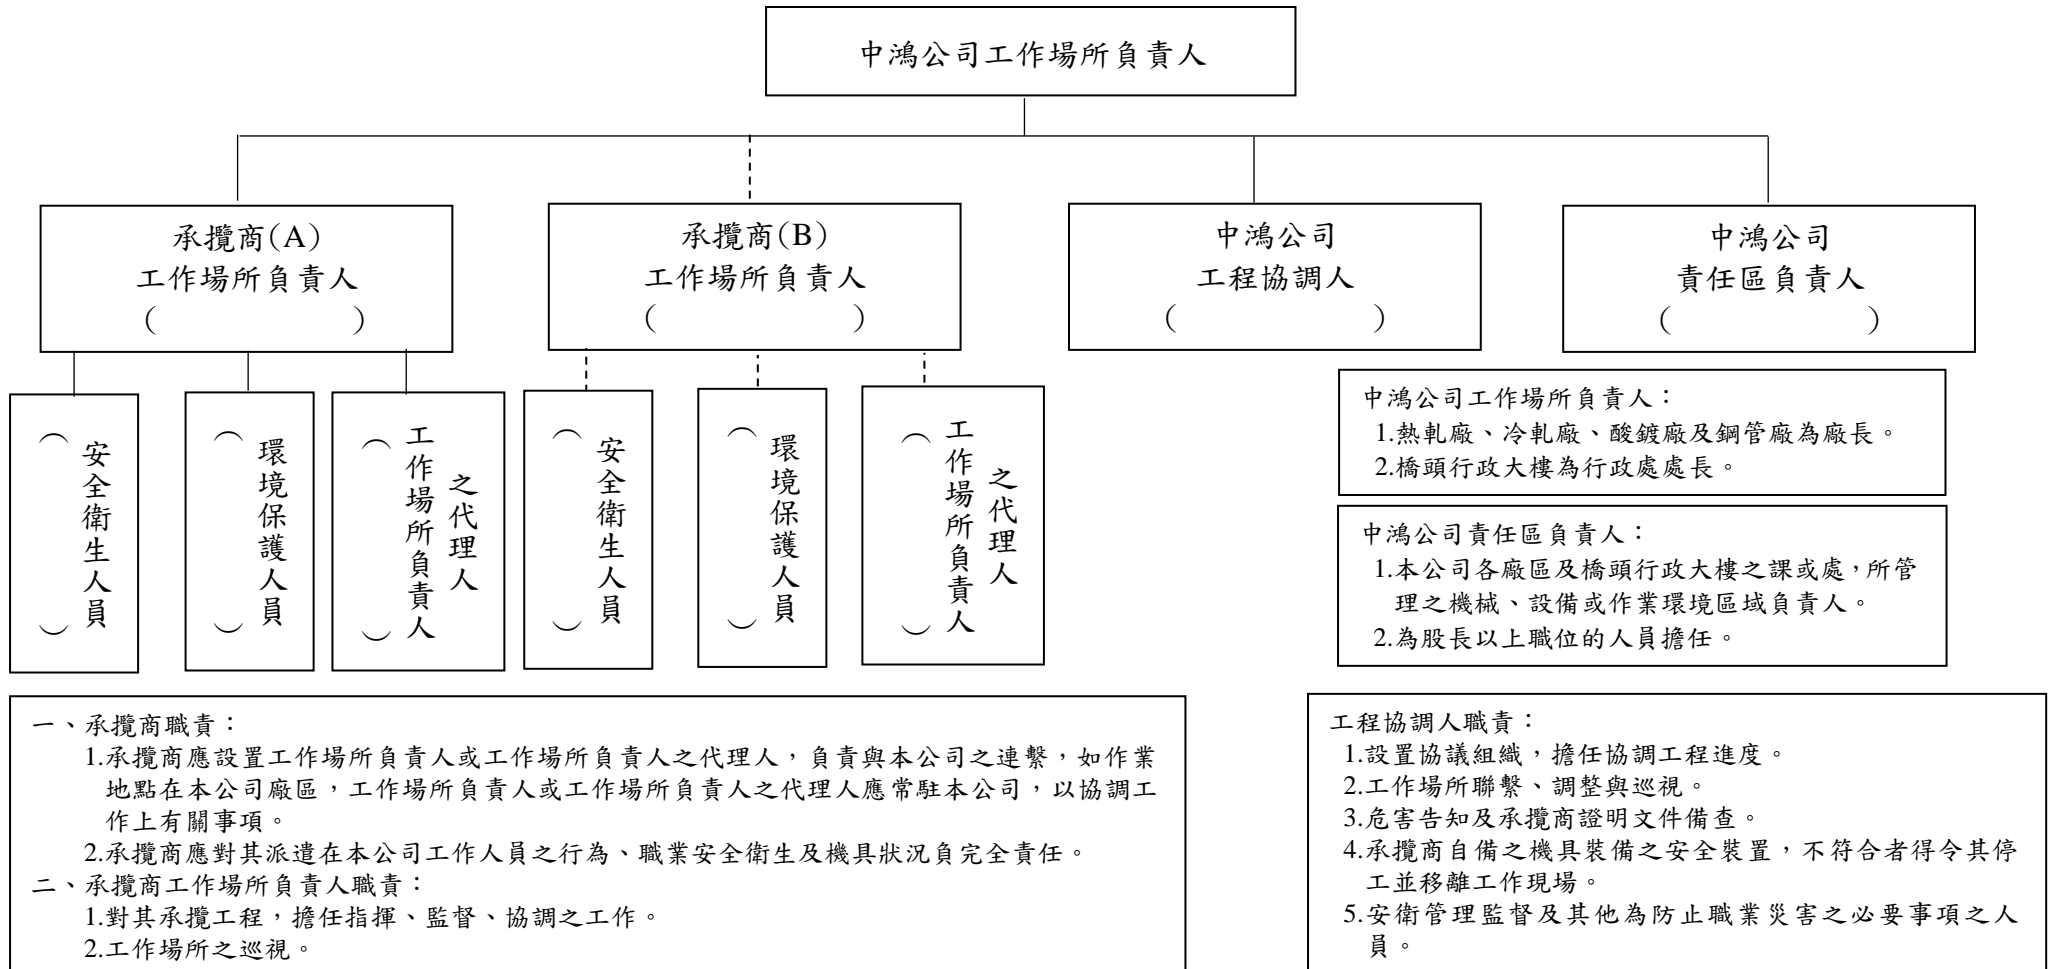 中鴻公司工作場所負責人
承攬商(A)
工作場所負責人
(　　　　　　)
承攬商(B)
工作場所負責人
(　　　　　　)
中鴻公司
工程協調人
(　　　　　　)
中鴻公司
責任區負責人
(　　　　　　)
安全衛生人員
(　　　　　　)
環境保護人員
(　　　　　　)
工作場所負責人
之代理人
(　　　　　　)
安全衛生人員
(　　　　　　)
環境保護人員
(　　　　　　)
工作場所負責人
之代理人
(　　　　　　)
中鴻公司工作場所負責人：
1.熱軋廠、冷軋廠、酸鍍廠及鋼管廠為廠長。
2.橋頭行政大樓為行政處處長。
中鴻公司責任區負責人：
1.本公司各廠區及橋頭行政大樓之課或處，所管
理之機械、設備或作業環境區域負責人。
2.為股長以上職位的人員擔任。
一、承攬商職責：
1.承攬商應設置工作場所負責人或工作場所負責人之代理人，負責與本公司之連繫，如作業
地點在本公司廠區，工作場所負責人或工作場所負責人之代理人應常駐本公司，以協調工
作上有關事項。
2.承攬商應對其派遣在本公司工作人員之行為、職業安全衛生及機具狀況負完全責任。
二、承攬商工作場所負責人職責：
1.對其承攬工程，擔任指揮、監督、協調之工作。
2.工作場所之巡視。
工程協調人職責：
1.設置協議組織，擔任協調工程進度。
2.工作場所聯繫、調整與巡視。
3.危害告知及承攬商證明文件備查。
4.承攬商自備之機具裝備之安全裝置，不符合者得令其停
工並移離工作現場。
5.安衛管理監督及其他為防止職業災害之必要事項之人
員。